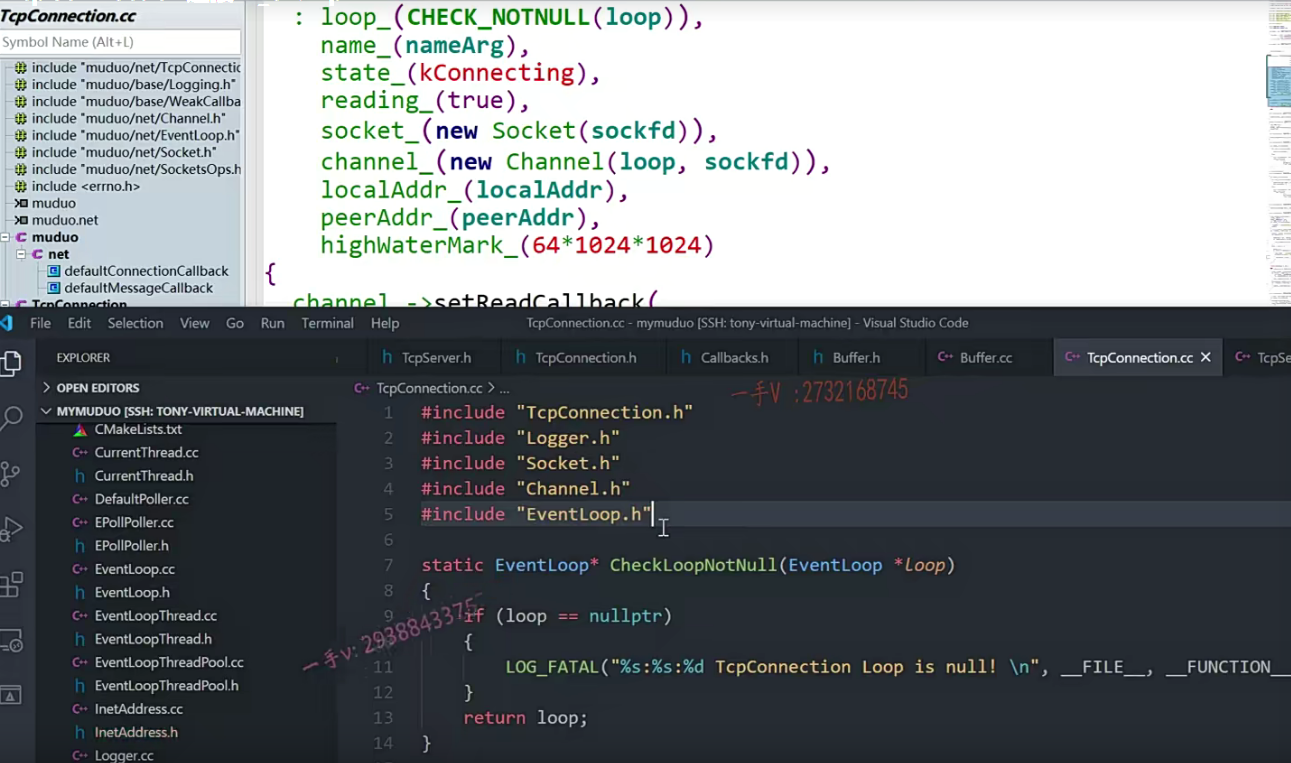 TcpConnection.cc
Symbol Name (Alt+L)
include "muduo/net/TcpConnectic
include "muduo/base/Logging.h"
include "muduo/base/WeakCallba
include "muduo/net/Channel.h"
include "muduo/net/EventLoop.h"
include "muduo/net/Socket.h"
include "muduo/net/SocketsOps.h
include <errno.h>
muduo
muduo.net
muduo
net
defaultConnectionCallback
defaultMessageCallback
TcpConnection
: loop_(CHECK_NOTNULL(loop)),
name_(nameArg),
state_(kConnecting),
reading_(true),
socket_(new Socket(sockfd)),
channel_(new Channel(loop, sockfd)),
localAddr_(localAddr),
peerAddr_(peerAddr),
highWaterMark_(64*1024*1024)
{
channel_->setReadCallback(
File Edit Selection View Go Run Terminal Help
TcpConnection.cc - mymuduo [SSH: tony-virtual-machine] - Visual Studio Code
EXPLORER
OPEN EDITORS
MYMUDUO [SSH: TONY-VIRTUAL-MACHINE]
CMakeLists.txt
CurrentThread.cc
CurrentThread.h
DefaultPoller.cc
EPollPoller.cc
EPollPoller.h
EventLoop.cc
EventLoop.h
EventLoopThread.cc
EventLoopThread.h
EventLoopThreadPool.cc
EventLoopThreadPool.h
InetAddress.cc
InetAddress.h
Logger.cc
TcpServer.h TcpConnection.h Callbacks.h Buffer.h Buffer.cc TcpConnection.cc TcpSe
TcpConnection.cc > ...
一手V :2732168745
1 #include "TcpConnection.h"
2 #include "Logger.h"
3 #include "Socket.h"
4 #include "Channel.h"
5 #include "EventLoop.h"
6
7 static EventLoop* CheckLoopNotNull(EventLoop *loop)
8 {
9 if (loop == nullptr)
{
11 LOG_FATAL("%s:%s:%d TcpConnection Loop is null! \n", __FILE__, __FUNCTION__
12 }
13 return loop;
14 }
一手v: 2938843375